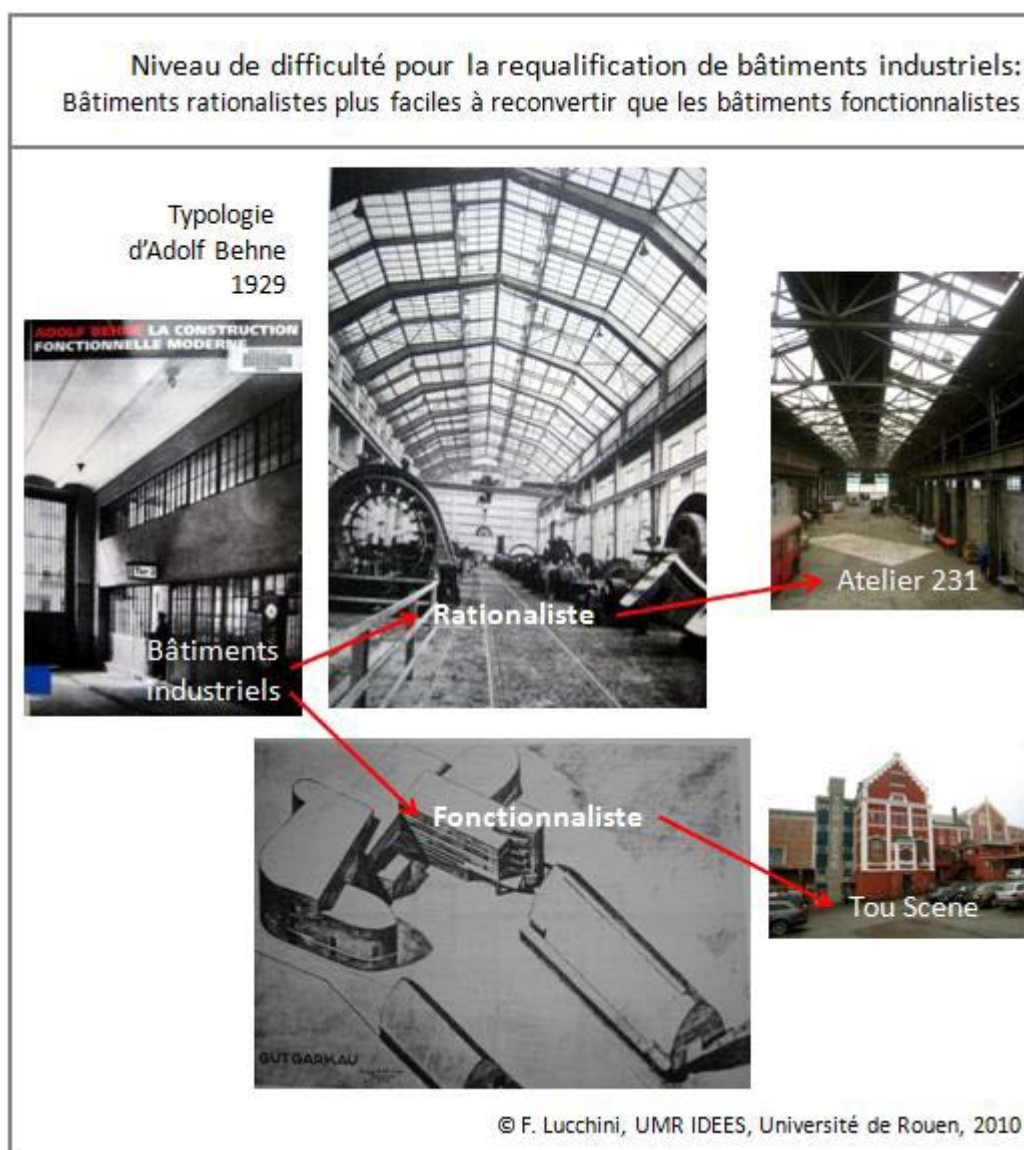 Niveau de difficulté pour la requalification de bâtiments industriels:
Bâtiments rationalistes plus faciles à reconvertir que les bâtiments fonctionnalistes
Typologie
d'Adolf Behne
1929
ADOLF BEHNE LA CONSTRUCTION
FONCTIONNELLE MODERNE
Bâtiments
industriels
Rationaliste
Atelier 231
Fonctionnaliste
Tou Scene
GUT GARKAU
© F. Lucchini, UMR IDEES, Université de Rouen, 2010